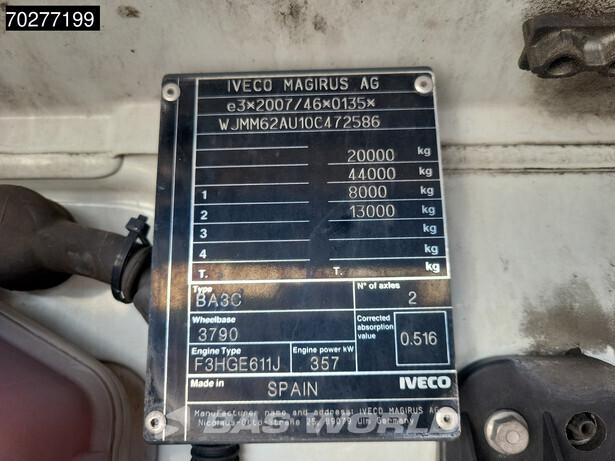 70277199
IVECO MAGIRUS AG
e3*2007/46*0135*
WJMM62AU10C472586
20000 kg
44000 kg
1 8000 kg
2 13000 kg
3 kg
4 kg
T. T. kg
Type BA3C N° of axles 2
Wheelbase 3790 Corrected absorption value 0.516
Engine Type F3HGE611J Engine power kW 357
Made in SPAIN IVECO
Manufacturer name and address: IVECO MAGIRUS AG
Nicolaus-Otto-Straße 25, 89079 Ulm Germany
BAS WORLD